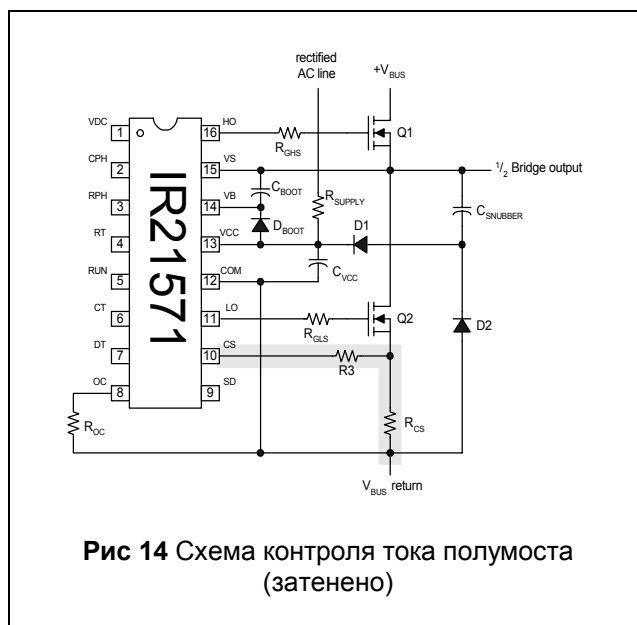 rectified
AC line
+VBUS
VDC
1
16
HO
RGHS
Q1
CPH
2
15
VS
1/2 Bridge output
CBOOT
RPH
3
14
VB
RSUPPLY
CSNUBBER
DBOOT
RT
4
13
VCC
D1
IR21571
RUN
5
12
COM
CVCC
CT
6
11
LO
RGLS
Q2
D2
DT
7
10
CS
R3
OC
8
9
SD
ROC
RCS
VBUS return
Рис 14 Схема контроля тока полумоста
(затенено)